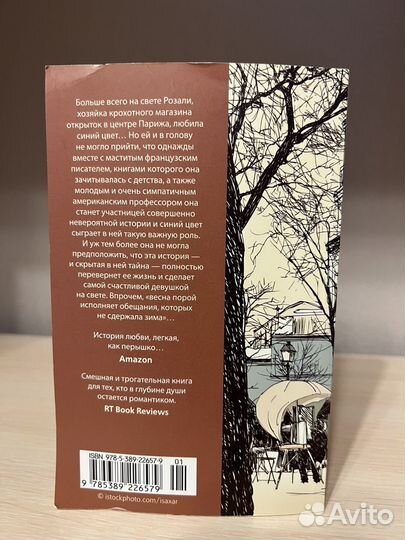 Больше всего на свете Розали,
хозяйка крохотного магазина
открыток в центре Парижа, любила
синий цвет... Но ей и в голову
не могло прийти, что однажды
вместе с маститым французским
писателем, книгами которого она
зачитывалась с детства, а также
молодым и очень симпатичным
американским профессором она
станет участницей совершенно
невероятной истории и синий цвет
сыграет в ней такую важную роль.
И уж тем более она не могла
предположить, что эта история —
и скрытая в ней тайна — полностью
перевернет ее жизнь и сделает
самой счастливой девушкой
на свете. Впрочем, «весна порой
исполняет обещания, которых
не сдержала зима»...
История любви, легкая,
как перышко...
Amazon
Смешная и трогательная книга
для тех, кто в глубине души
остается романтиком.
RT Book Reviews
ISBN 978-5-389-22657-9
01
9 785389 226579
© istockphoto.com/isaxar
Avito